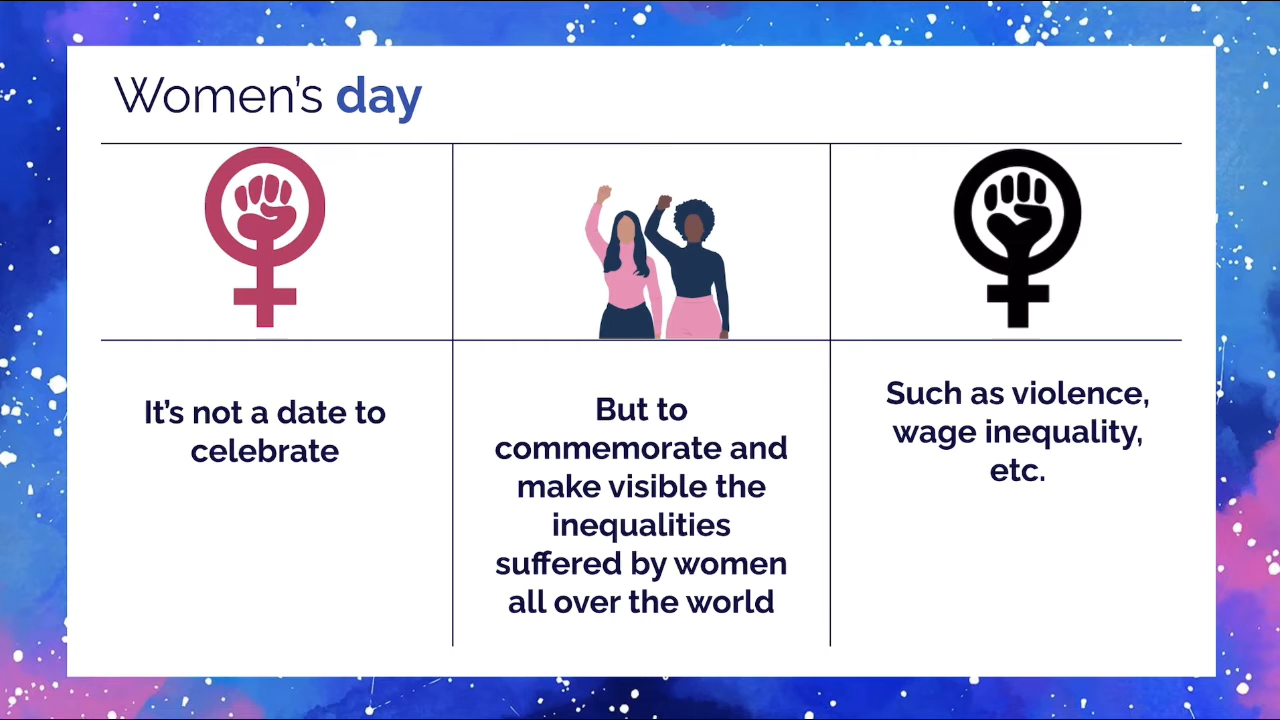 Women's day
It's not a date to
celebrate
But to
commemorate and
make visible the
inequalities
suffered by women
all over the world
Such as violence,
wage inequality,
etc.